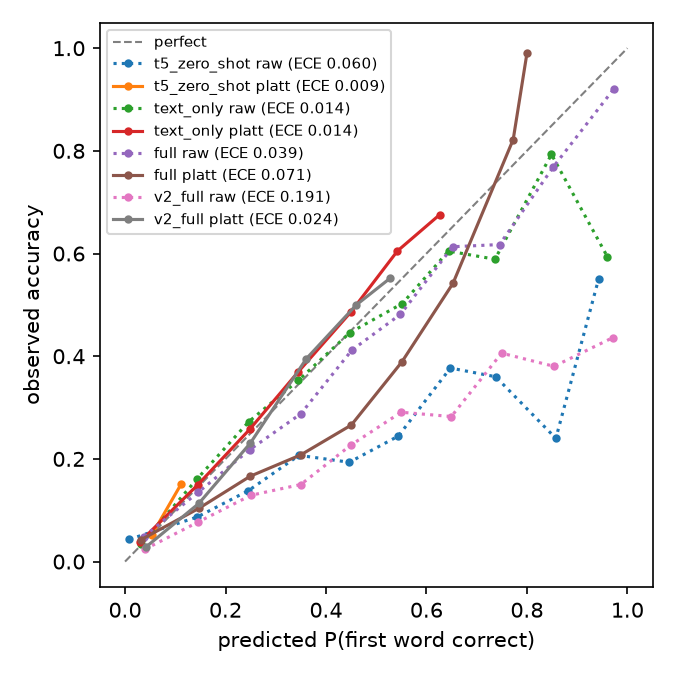 perfect
t5_zero_shot raw (ECE 0.060)
t5_zero_shot platt (ECE 0.009)
text_only raw (ECE 0.014)
text_only platt (ECE 0.014)
full raw (ECE 0.039)
full platt (ECE 0.071)
v2_full raw (ECE 0.191)
v2_full platt (ECE 0.024)
observed accuracy
1.0
0.8
0.6
0.4
0.2
0.0
0.0 0.2 0.4 0.6 0.8 1.0
predicted P(first word correct)